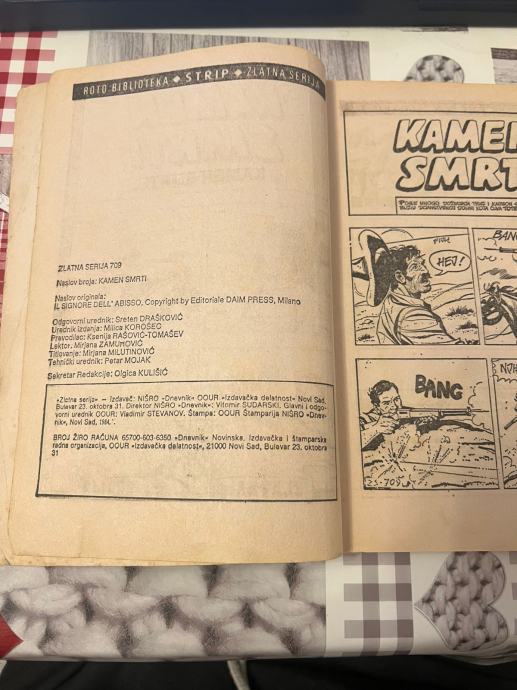 ROTO-BIBLIOTEKA ◆ STRIP ◆ ZLATNA SERIJA
ZLATNA SERIJA 709
Naslov broja: KAMEN SMRTI
Naslov originala:
IL SIGNORE DELL' ABISSO, Copyright by Editoriale DAIM PRESS, Milano
Odgovorni urednik: Sreten DRAŠKOVIĆ
Urednik izdanja: Milica KOROŠEC
Prevodilac: Ksenija RAŠOVIĆ-TOMAŠEV
Lektor: Mirjana ZAMUROVIĆ
Titlovanje: Mirjana MILUTINOVIĆ
Tehnički urednik: Petar MOJAK
Sekretar Redakcije: Olgica KULIŠIĆ
»Zlatna serija« — Izdavač: NIŠRO »Dnevnik« OOUR »Izdavačka delatnost« Novi Sad,
Bulevar 23. oktobra 31. Direktor NIŠRO »Dnevnik«: Vitomir SUDARSKI. Glavni i odgo-
vorni urednik OOUR: Vladimir STEVANOV. Štampa: OOUR Štamparija NIŠRO »Dnev-
nik«, Novi Sad, 1984.
BROJ ŽIRO RAČUNA 65700-603-6350 »Dnevnik« Novinska, Izdavačka i štamparska
radna organizacija, OOUR »Izdavačka delatnost«, 21000 Novi Sad, Bulevar 23. oktobra
31
KAMEN
SMRT
POSLE MNOGO
HEJ!
BANG
BANG
23-709